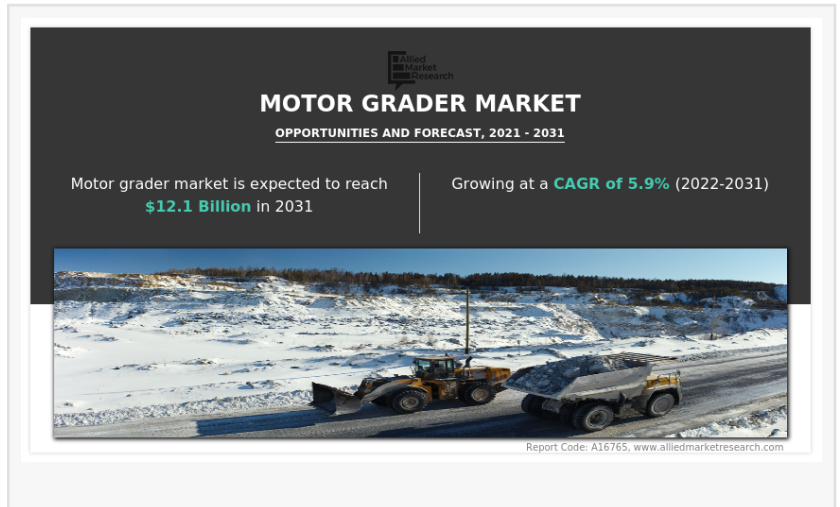 Allied
Market
Research
MOTOR GRADER MARKET
OPPORTUNITIES AND FORECAST, 2021 - 2031
Motor grader market is expected to reach
$12.1 Billion in 2031
Growing at a CAGR of 5.9% (2022-2031)
Report Code: A16765, www.alliedmarketresearch.com